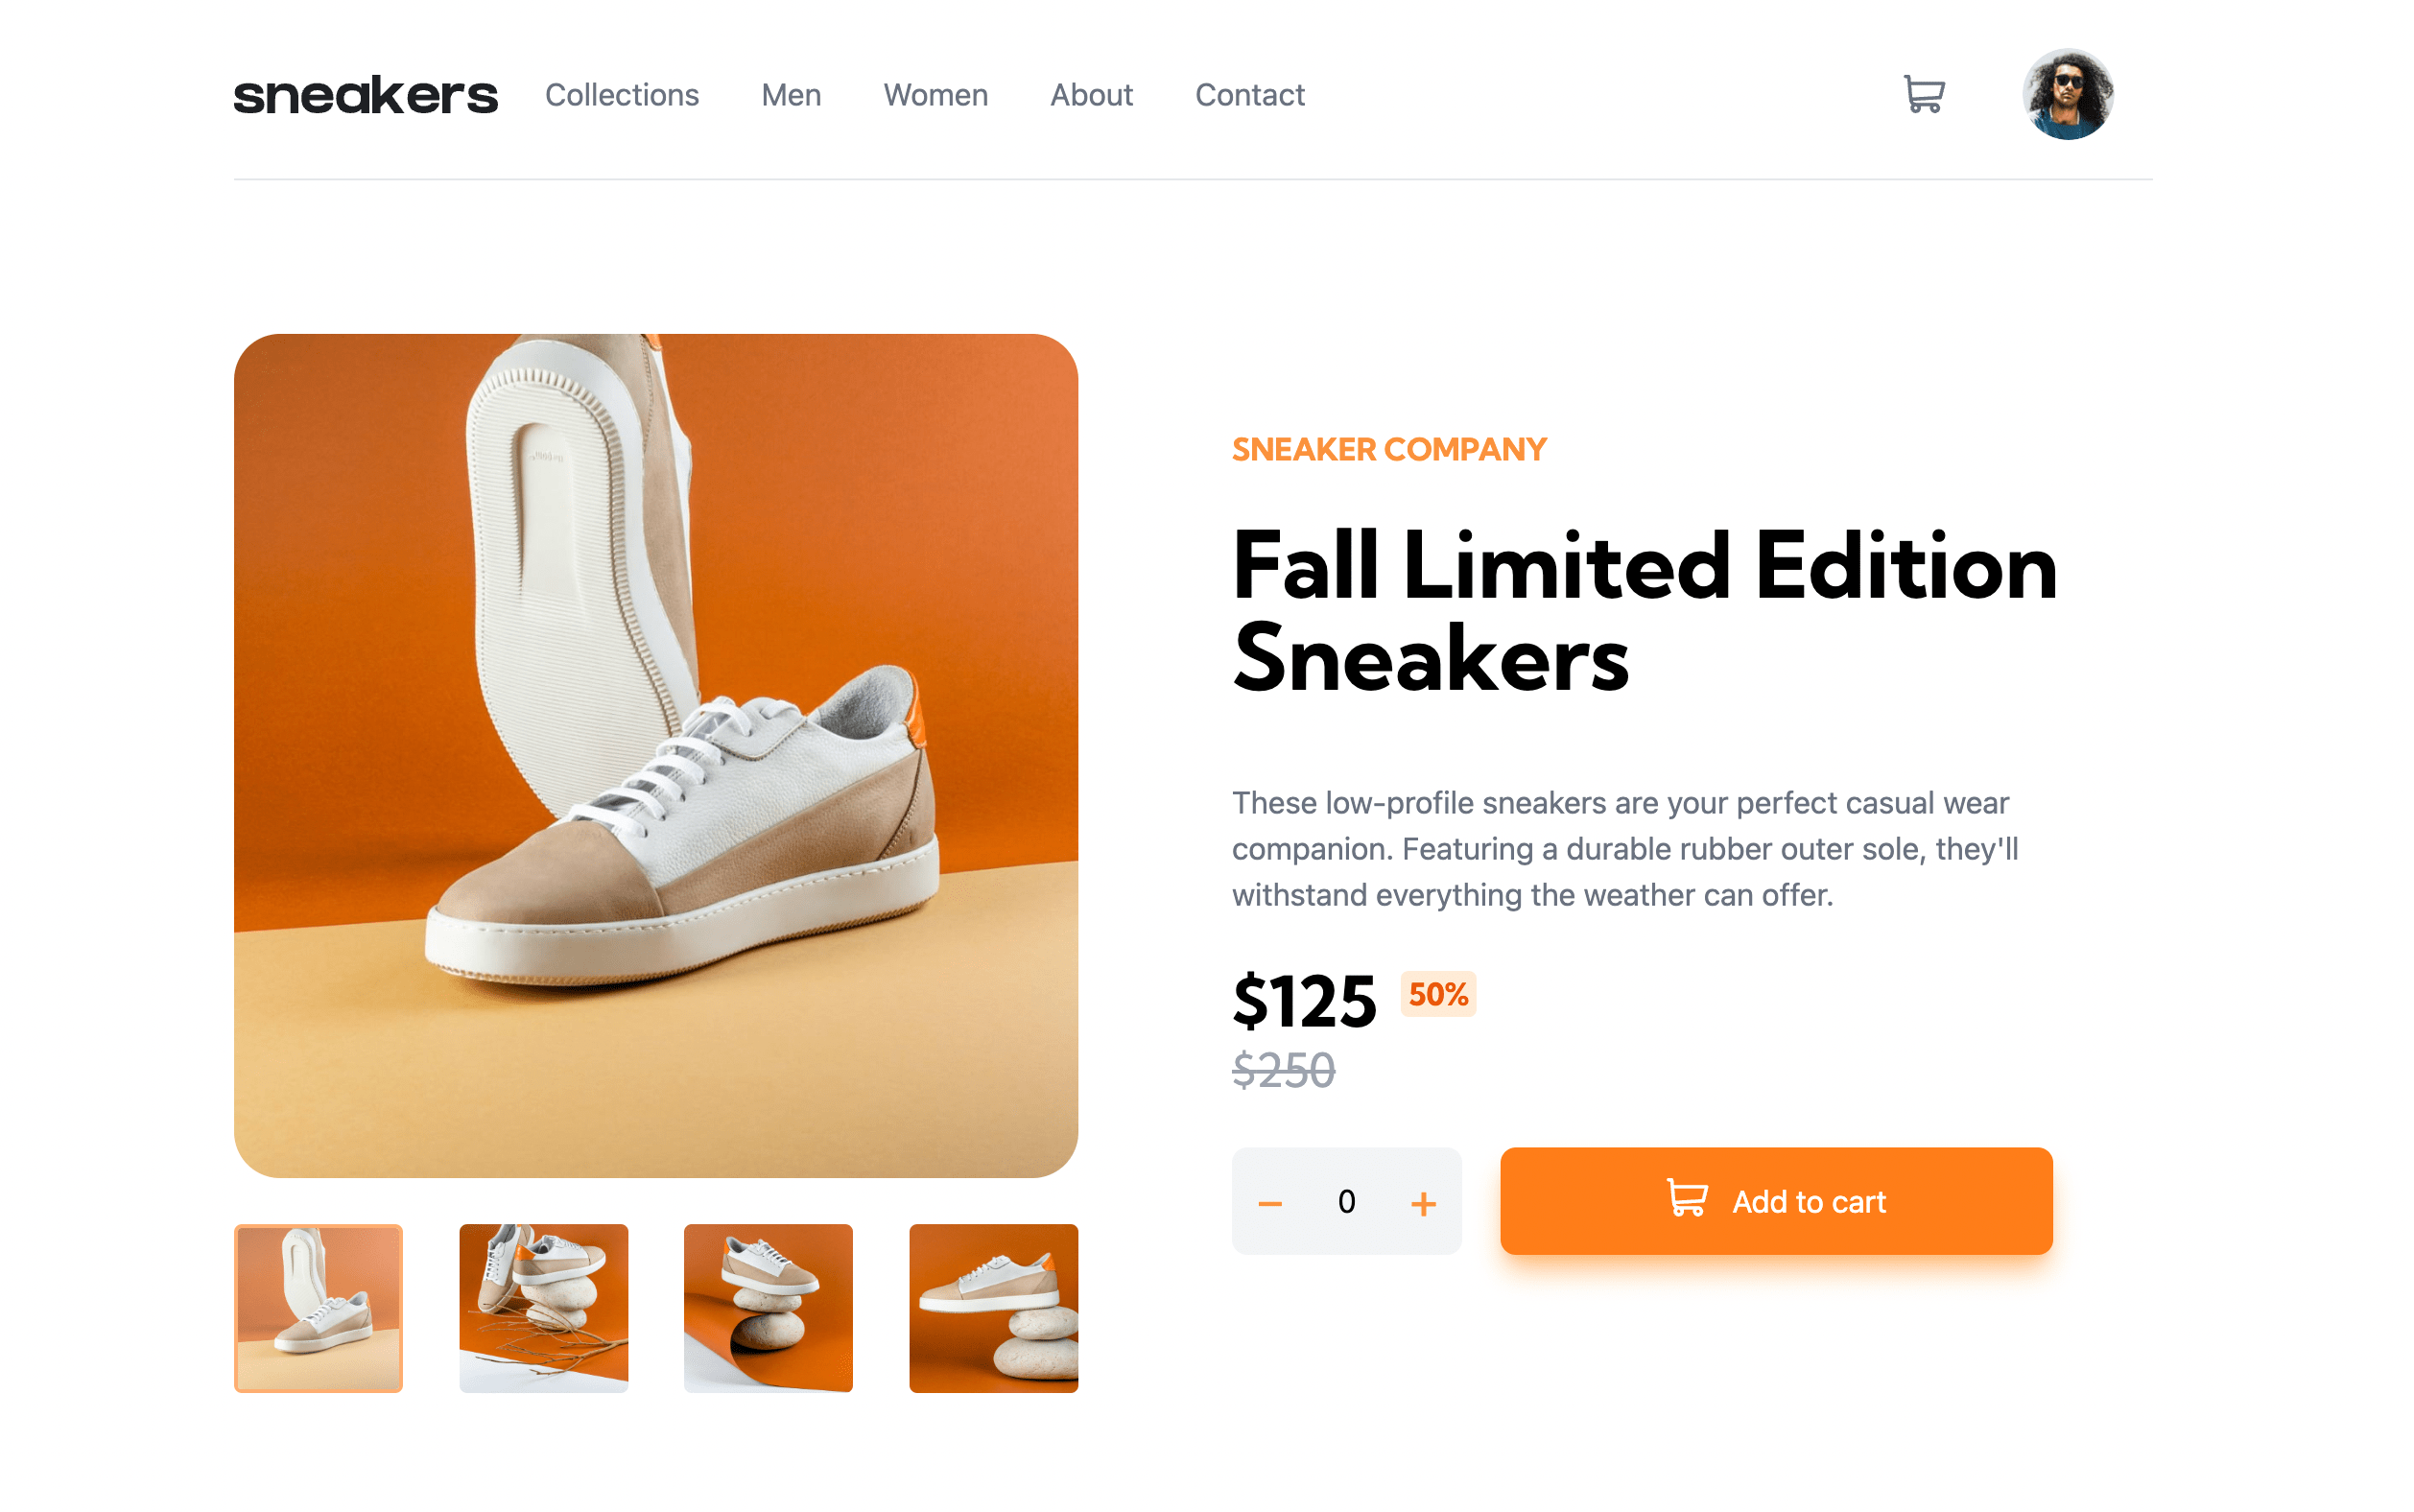 sneakers Collections Men Women About Contact
SNEAKER COMPANY
Fall Limited Edition
Sneakers
These low-profile sneakers are your perfect casual wear
companion. Featuring a durable rubber outer sole, they'll
withstand everything the weather can offer.
$125 50%
$250
− 0 + Add to cart